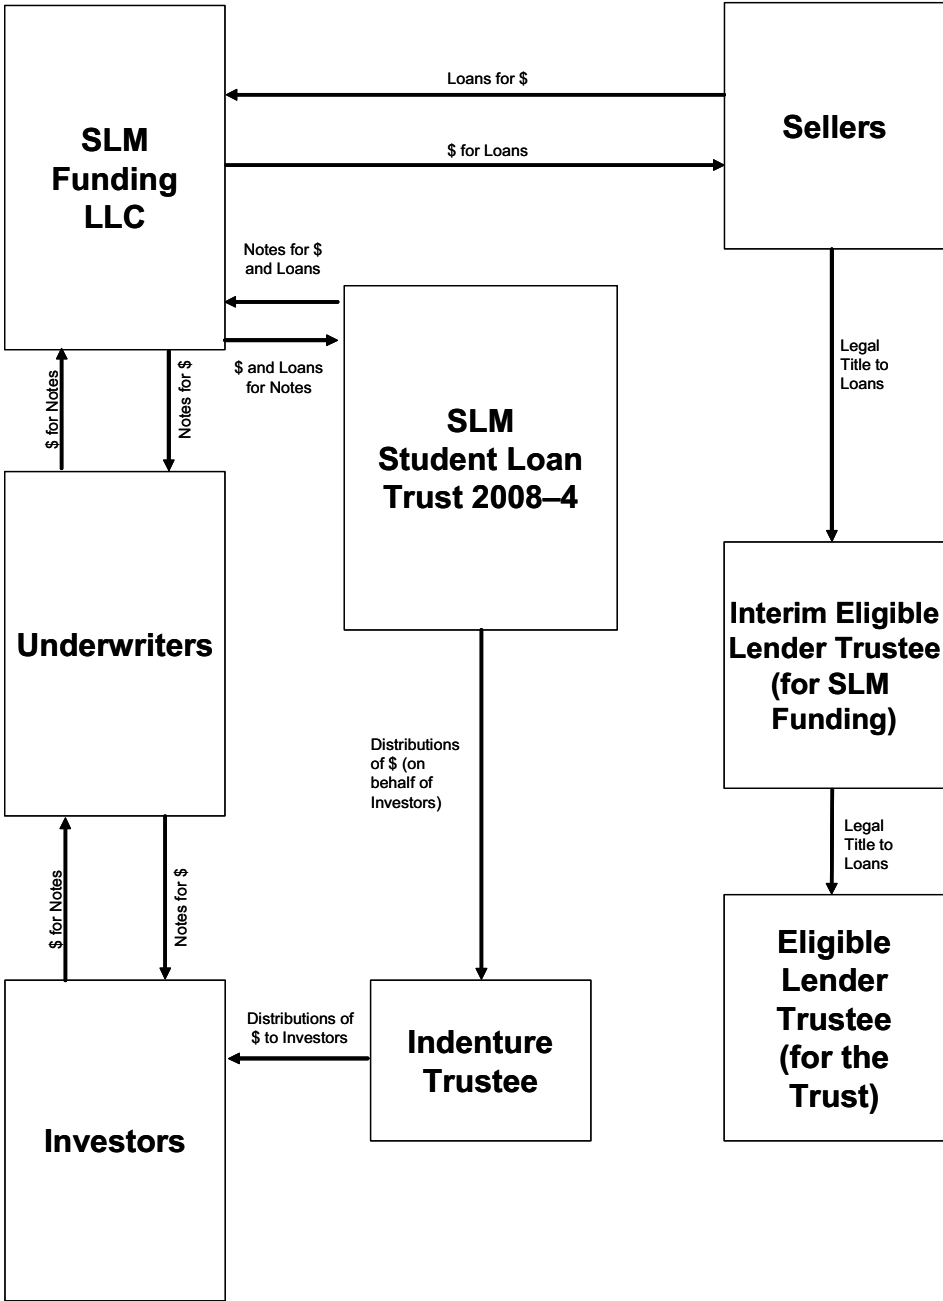 SLM
Funding
LLC
Loans for $
$ for Loans
Sellers
Notes for $
and Loans
$ and Loans
for Notes
$ for Notes
Notes for $
SLM
Student Loan
Trust 2008–4
Legal
Title to
Loans
Underwriters
Interim Eligible
Lender Trustee
(for SLM
Funding)
Distributions
of $ (on
behalf of
Investors)
Legal
Title to
Loans
$ for Notes
Notes for $
Eligible
Lender
Trustee
(for the
Trust)
Distributions of
$ to Investors
Indenture
Trustee
Investors